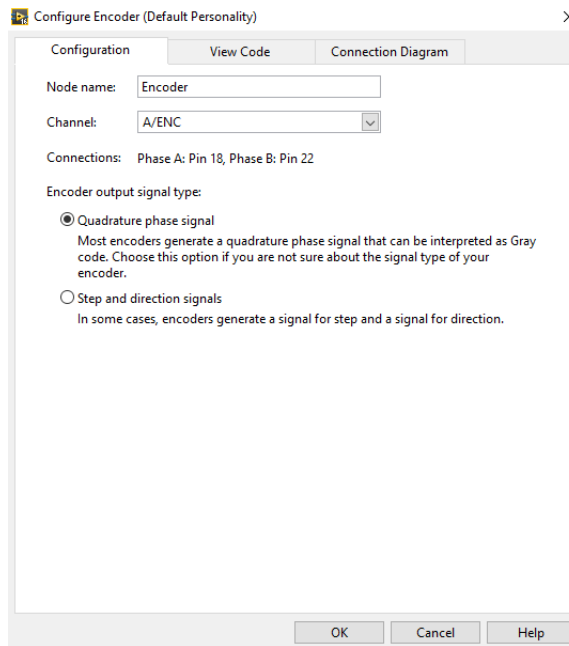 Configure Encoder (Default Personality)
Configuration
View Code
Connection Diagram
Node name: Encoder
Channel: A/ENC
Connections: Phase A: Pin 18, Phase B: Pin 22
Encoder output signal type:
Quadrature phase signal
Most encoders generate a quadrature phase signal that can be interpreted as Gray
code. Choose this option if you are not sure about the signal type of your
encoder.
Step and direction signals
In some cases, encoders generate a signal for step and a signal for direction.
OK
Cancel
Help